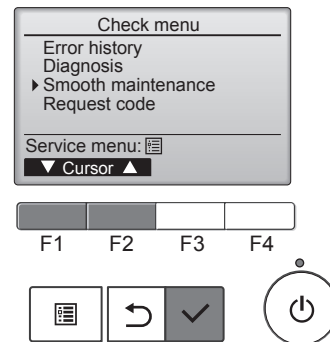 Check menu
Error history
Diagnosis
Smooth maintenance
Request code
Service menu:
▼ Cursor ▲
F1 F2 F3 F4